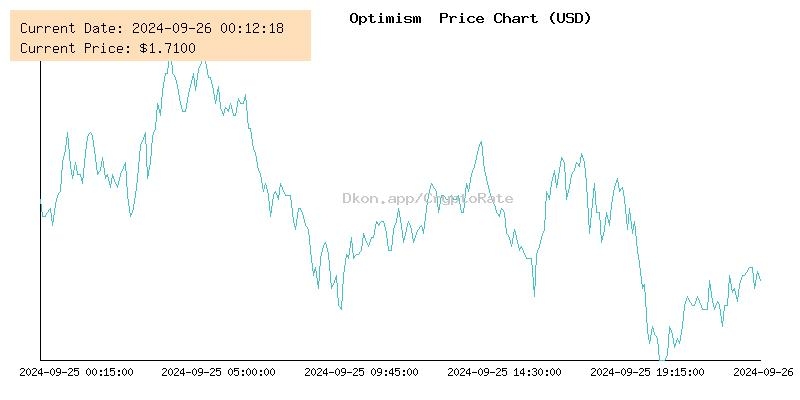 Optimism  Price Chart (USD)
Current Date: 2024-09-26 00:12:18
Current Price: $1.7100
Dkon.app/CryptoRate
2024-09-25 00:15:00
2024-09-25 05:00:00
2024-09-25 09:45:00
2024-09-25 14:30:00
2024-09-25 19:15:00
2024-09-26